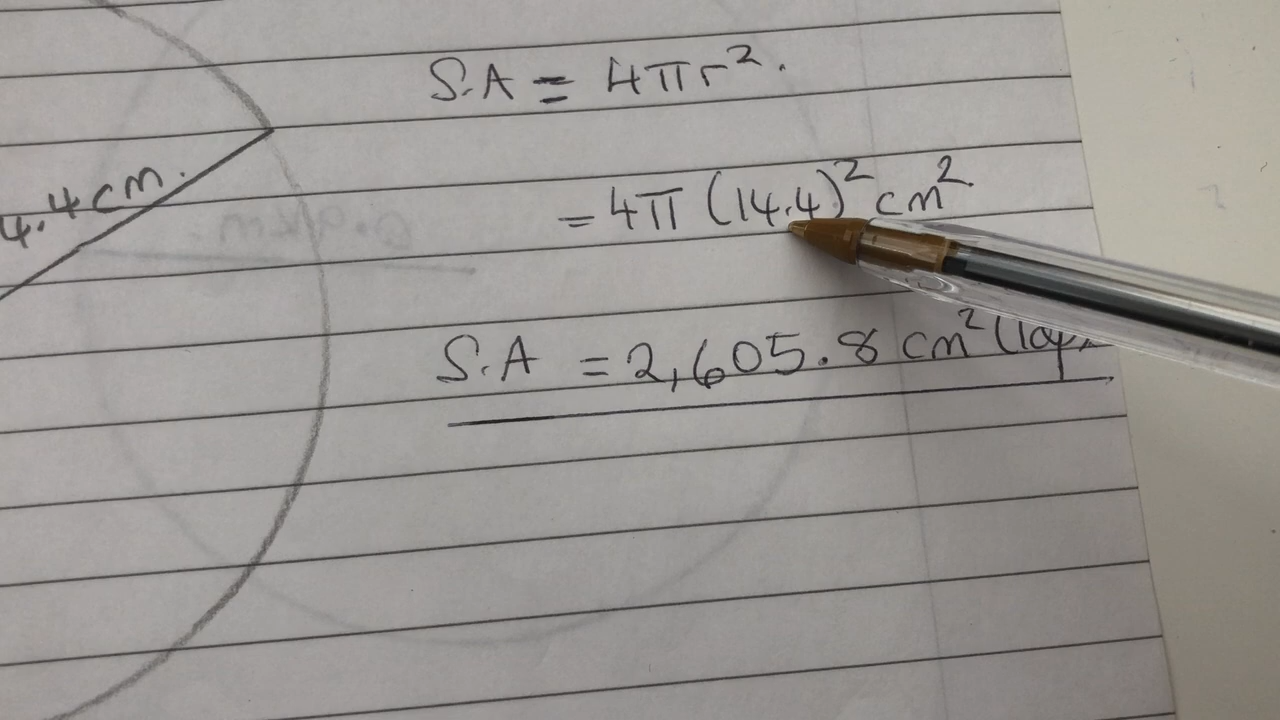 S.A = 4πr².
4.4cm.
= 4π (14.4)² cm²
S.A = 2,605.8 cm²